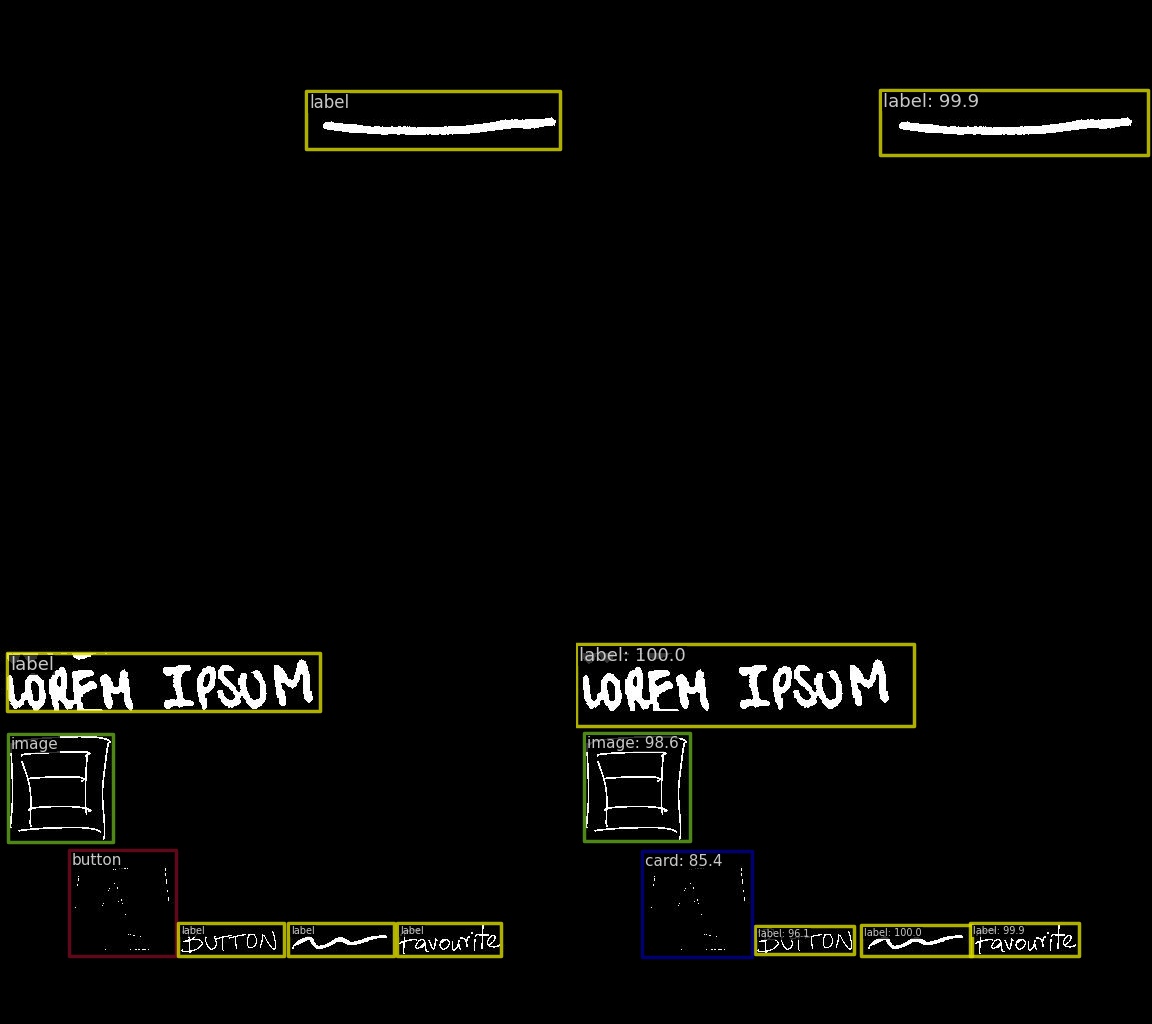 label label: 99.9
label label: 100.0
LOREM IPSUM LOREM IPSUM
image image: 98.6
button card: 85.4
A A
label label label label: 96.1 label: 100.0 label: 99.9
BUTTON favourite BUTTON favourite